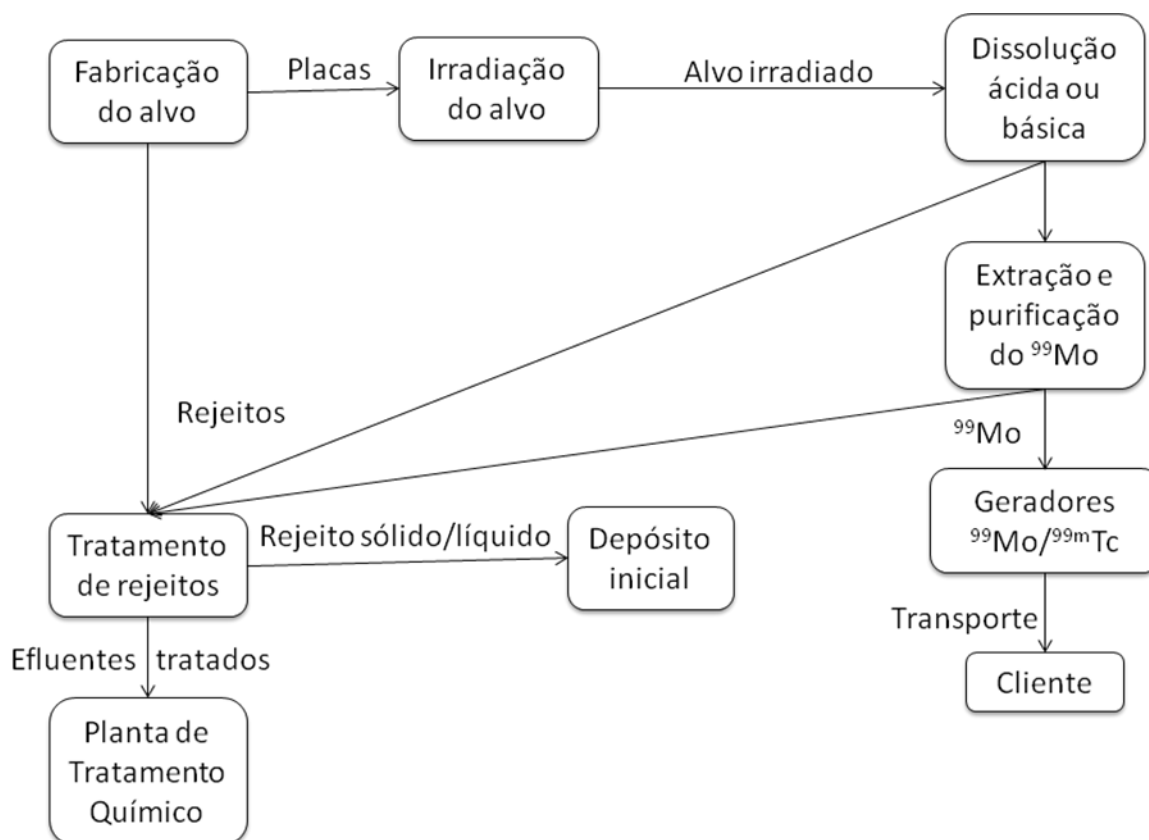 Fabricação
do alvo
Placas
Irradiação
do alvo
Alvo irradiado
Dissolução
ácida ou
básica
Extração e
purificação
do ⁹⁹Mo
Rejeitos
⁹⁹Mo
Geradores
⁹⁹Mo/⁹⁹ᵐTc
Tratamento
de rejeitos
Rejeito sólido/líquido
Depósito
inicial
Transporte
Cliente
Efluentes tratados
Planta de
Tratamento
Químico